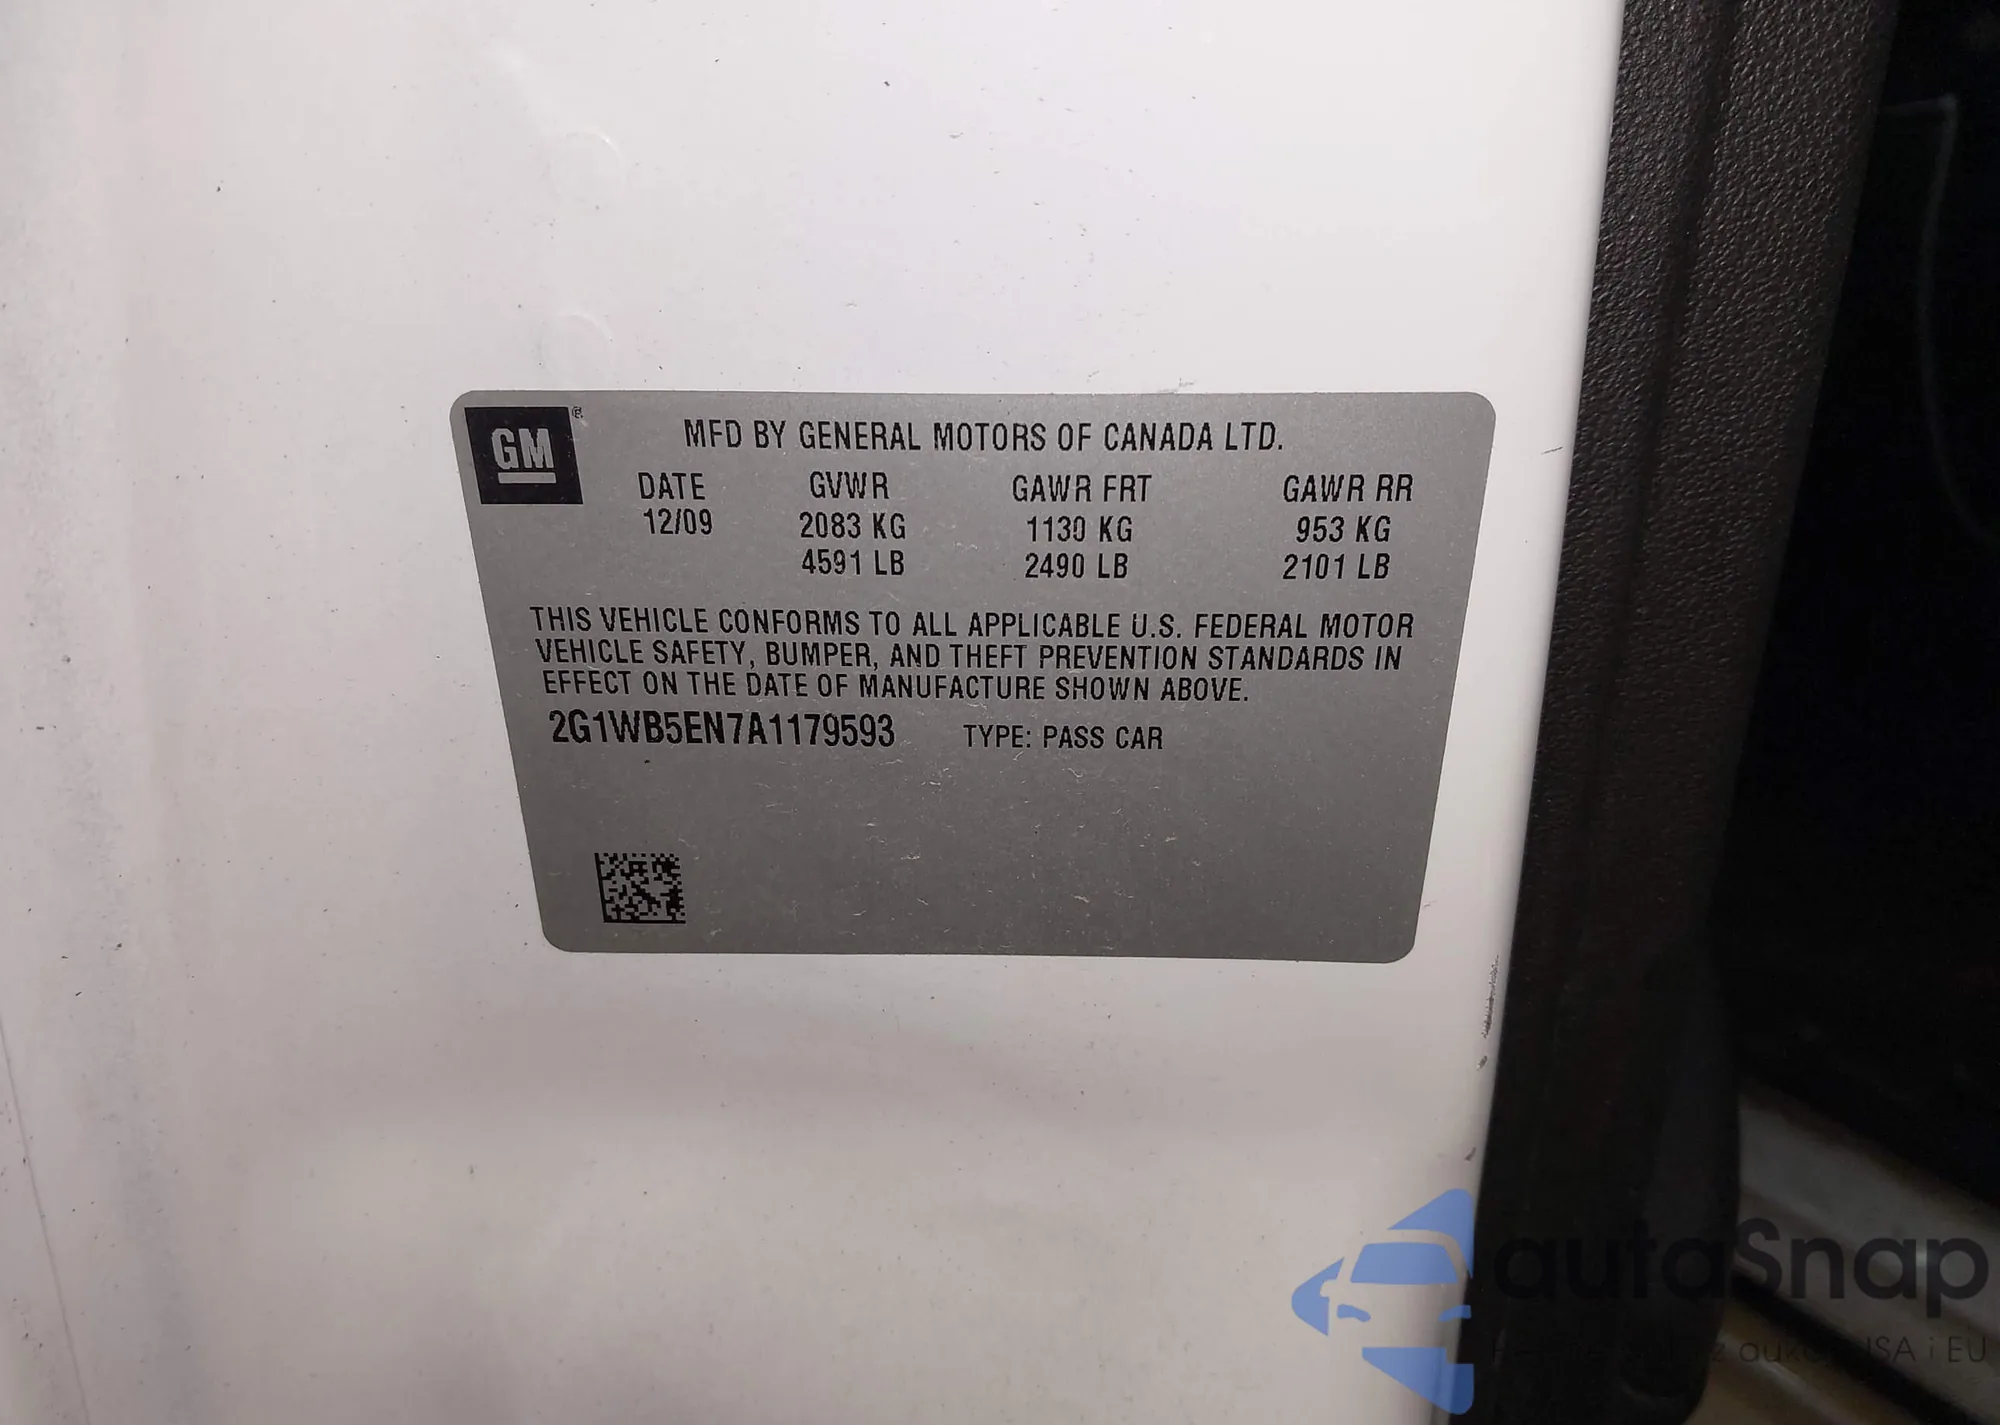 GM
MFD BY GENERAL MOTORS OF CANADA LTD.
DATE GVWR GAWR FRT GAWR RR
12/09 2083 KG 1130 KG 953 KG
4591 LB 2490 LB 2101 LB
THIS VEHICLE CONFORMS TO ALL APPLICABLE U.S. FEDERAL MOTOR
VEHICLE SAFETY, BUMPER, AND THEFT PREVENTION STANDARDS IN
EFFECT ON THE DATE OF MANUFACTURE SHOWN ABOVE.
2G1WB5EN7A1179593 TYPE: PASS CAR
autaSnap
i EU